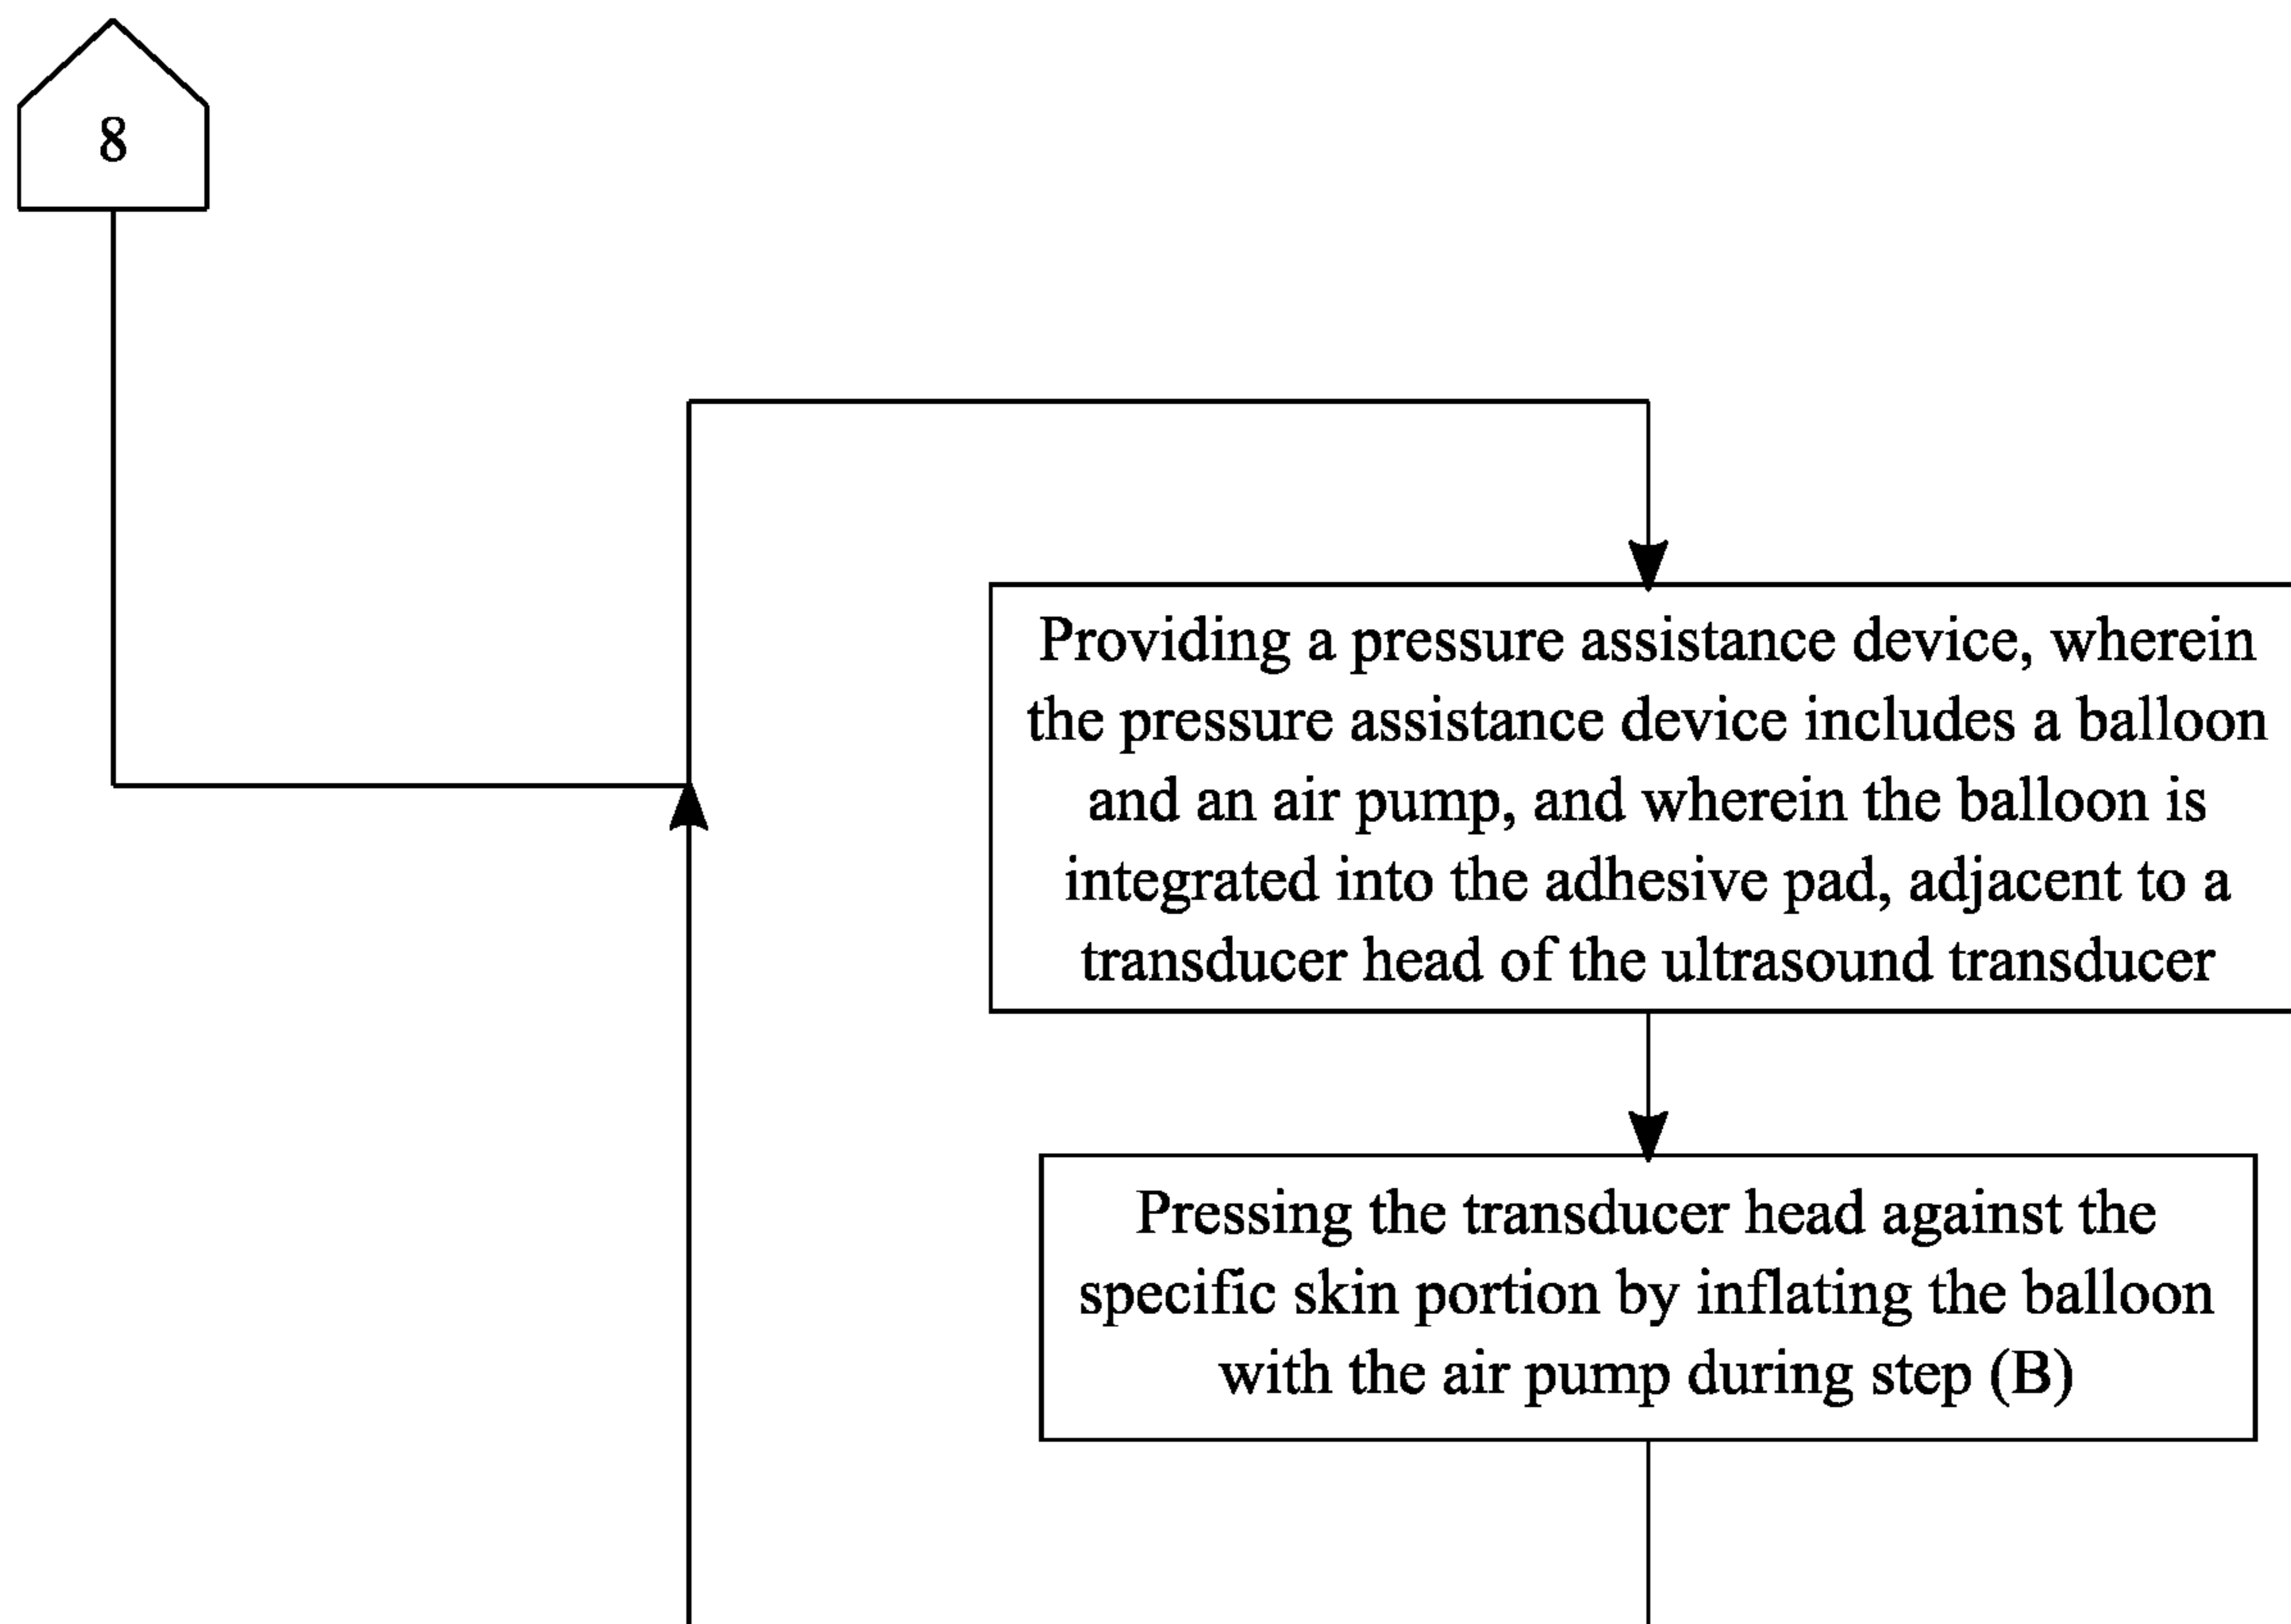 8
Providing a pressure assistance device, wherein
the pressure assistance device includes a balloon
and an air pump, and wherein the balloon is
integrated into the adhesive pad, adjacent to a
transducer head of the ultrasound transducer
Pressing the transducer head against the
specific skin portion by inflating the balloon
with the air pump during step (B)